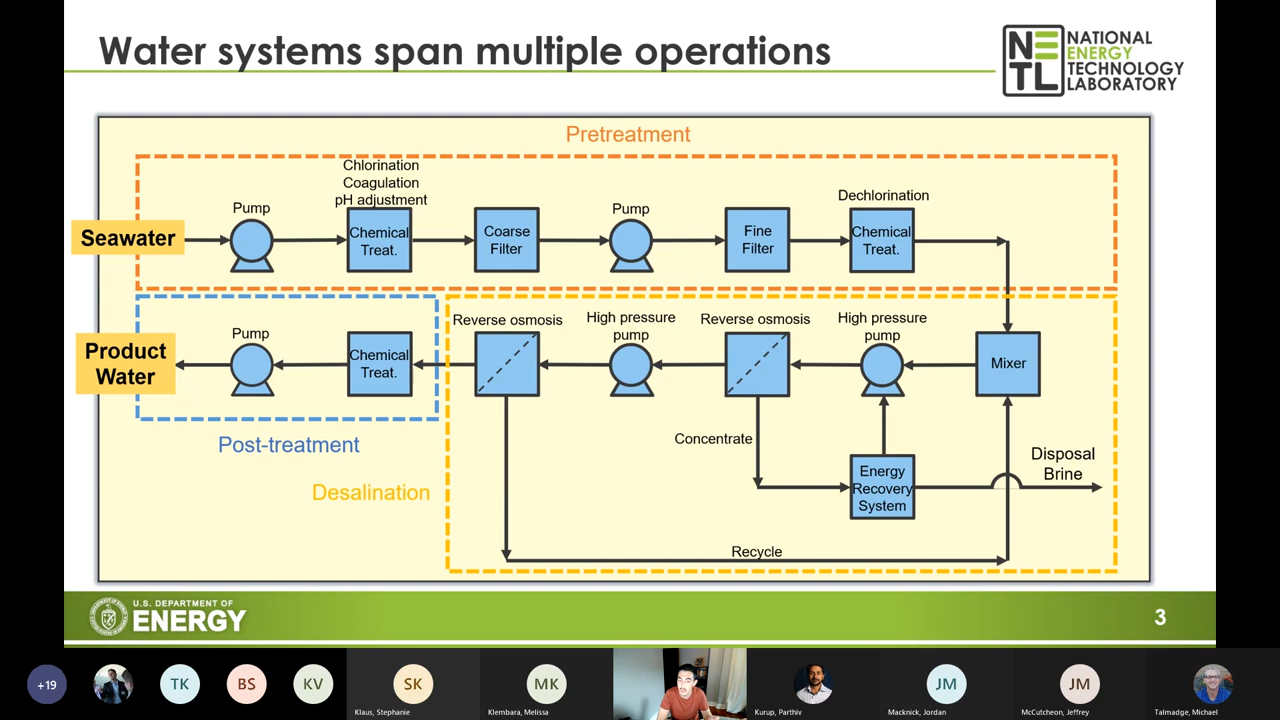 Water systems span multiple operations
NATIONAL
ENERGY
TECHNOLOGY
LABORATORY
NE
TL
Pretreatment
Chlorination
Coagulation
pH adjustment
Dechlorination
Pump
Pump
Seawater
Chemical
Treat.
Coarse
Filter
Fine
Filter
Chemical
Treat.
Reverse osmosis
High pressure
pump
Reverse osmosis
High pressure
pump
Pump
Product
Water
Chemical
Treat.
Mixer
Post-treatment
Concentrate
Disposal
Brine
Energy
Recovery
System
Desalination
Recycle
U.S. DEPARTMENT OF
ENERGY
3
+19
TK
BS
KV
SK
MK
JM
JM
Klaus, Stephanie
Klembara, Melissa
Kurup, Parthiv
Macknick, Jordan
McCutcheon, Jeffrey
Talmadge, Michael